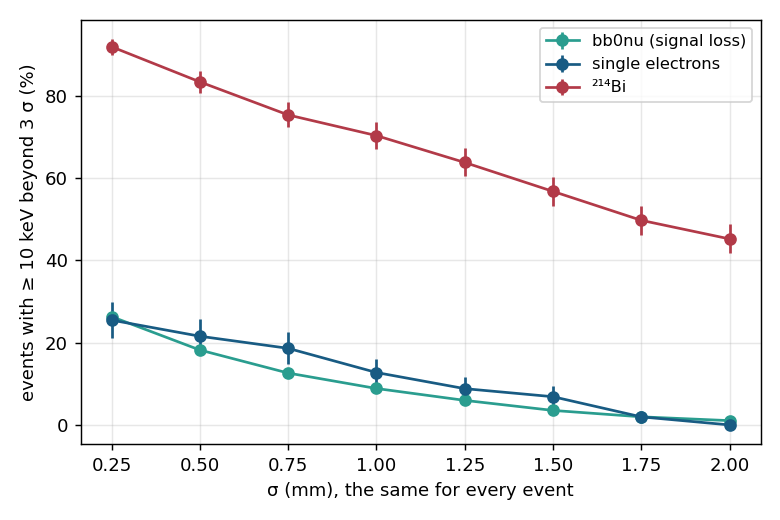 bb0nu (signal loss)
single electrons
²¹⁴Bi
events with ≥ 10 keV beyond 3 σ (%)
80
60
40
20
0
0.25 0.50 0.75 1.00 1.25 1.50 1.75 2.00
σ (mm), the same for every event